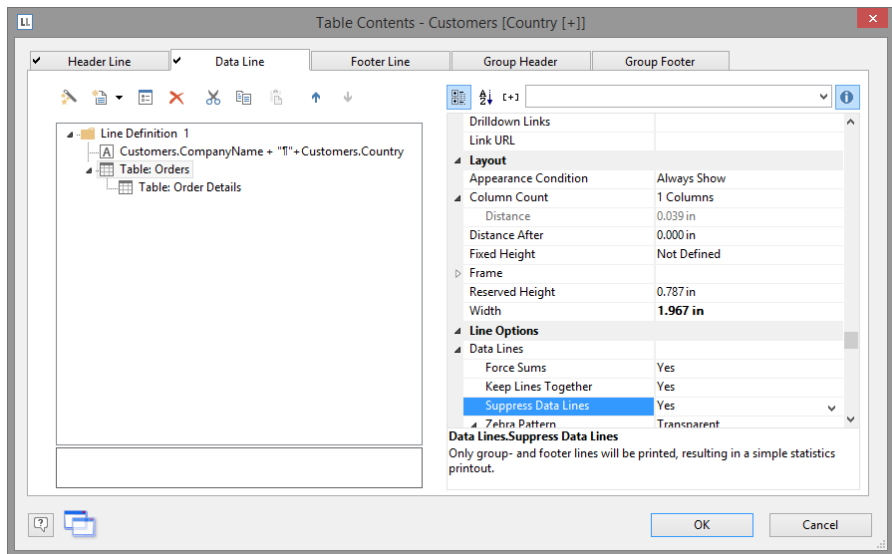 LL
Table Contents - Customers [Country [+]]
Header Line
Data Line
Footer Line
Group Header
Group Footer
[+]
Line Definition 1
A Customers.CompanyName + "¶"+Customers.Country
Table: Orders
Table: Order Details
Drilldown Links
Link URL
Layout
Appearance Condition Always Show
Column Count 1 Columns
Distance 0.039 in
Distance After 0.000 in
Fixed Height Not Defined
Frame
Reserved Height 0.787 in
Width 1.967 in
Line Options
Data Lines
Force Sums Yes
Keep Lines Together Yes
Suppress Data Lines Yes
Zebra Pattern Transparent
Data Lines.Suppress Data Lines
Only group- and footer lines will be printed, resulting in a simple statistics
printout.
OK
Cancel